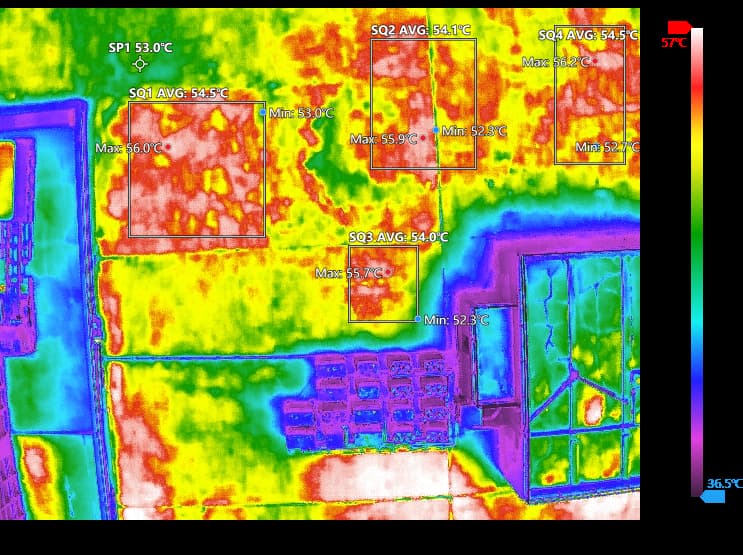 SP1 53.0℃
SQ2 AVG: 54.1℃
SQ4 AVG: 54.5℃
57℃
Max: 56.2℃
SQ1 AVG: 54.5℃
Min: 53.0℃
Max: 56.0℃
Max: 55.9℃
Min: 52.3℃
Min: 52.7℃
SQ3 AVG: 54.0℃
Max: 55.7℃
Min: 52.3℃
36.5℃